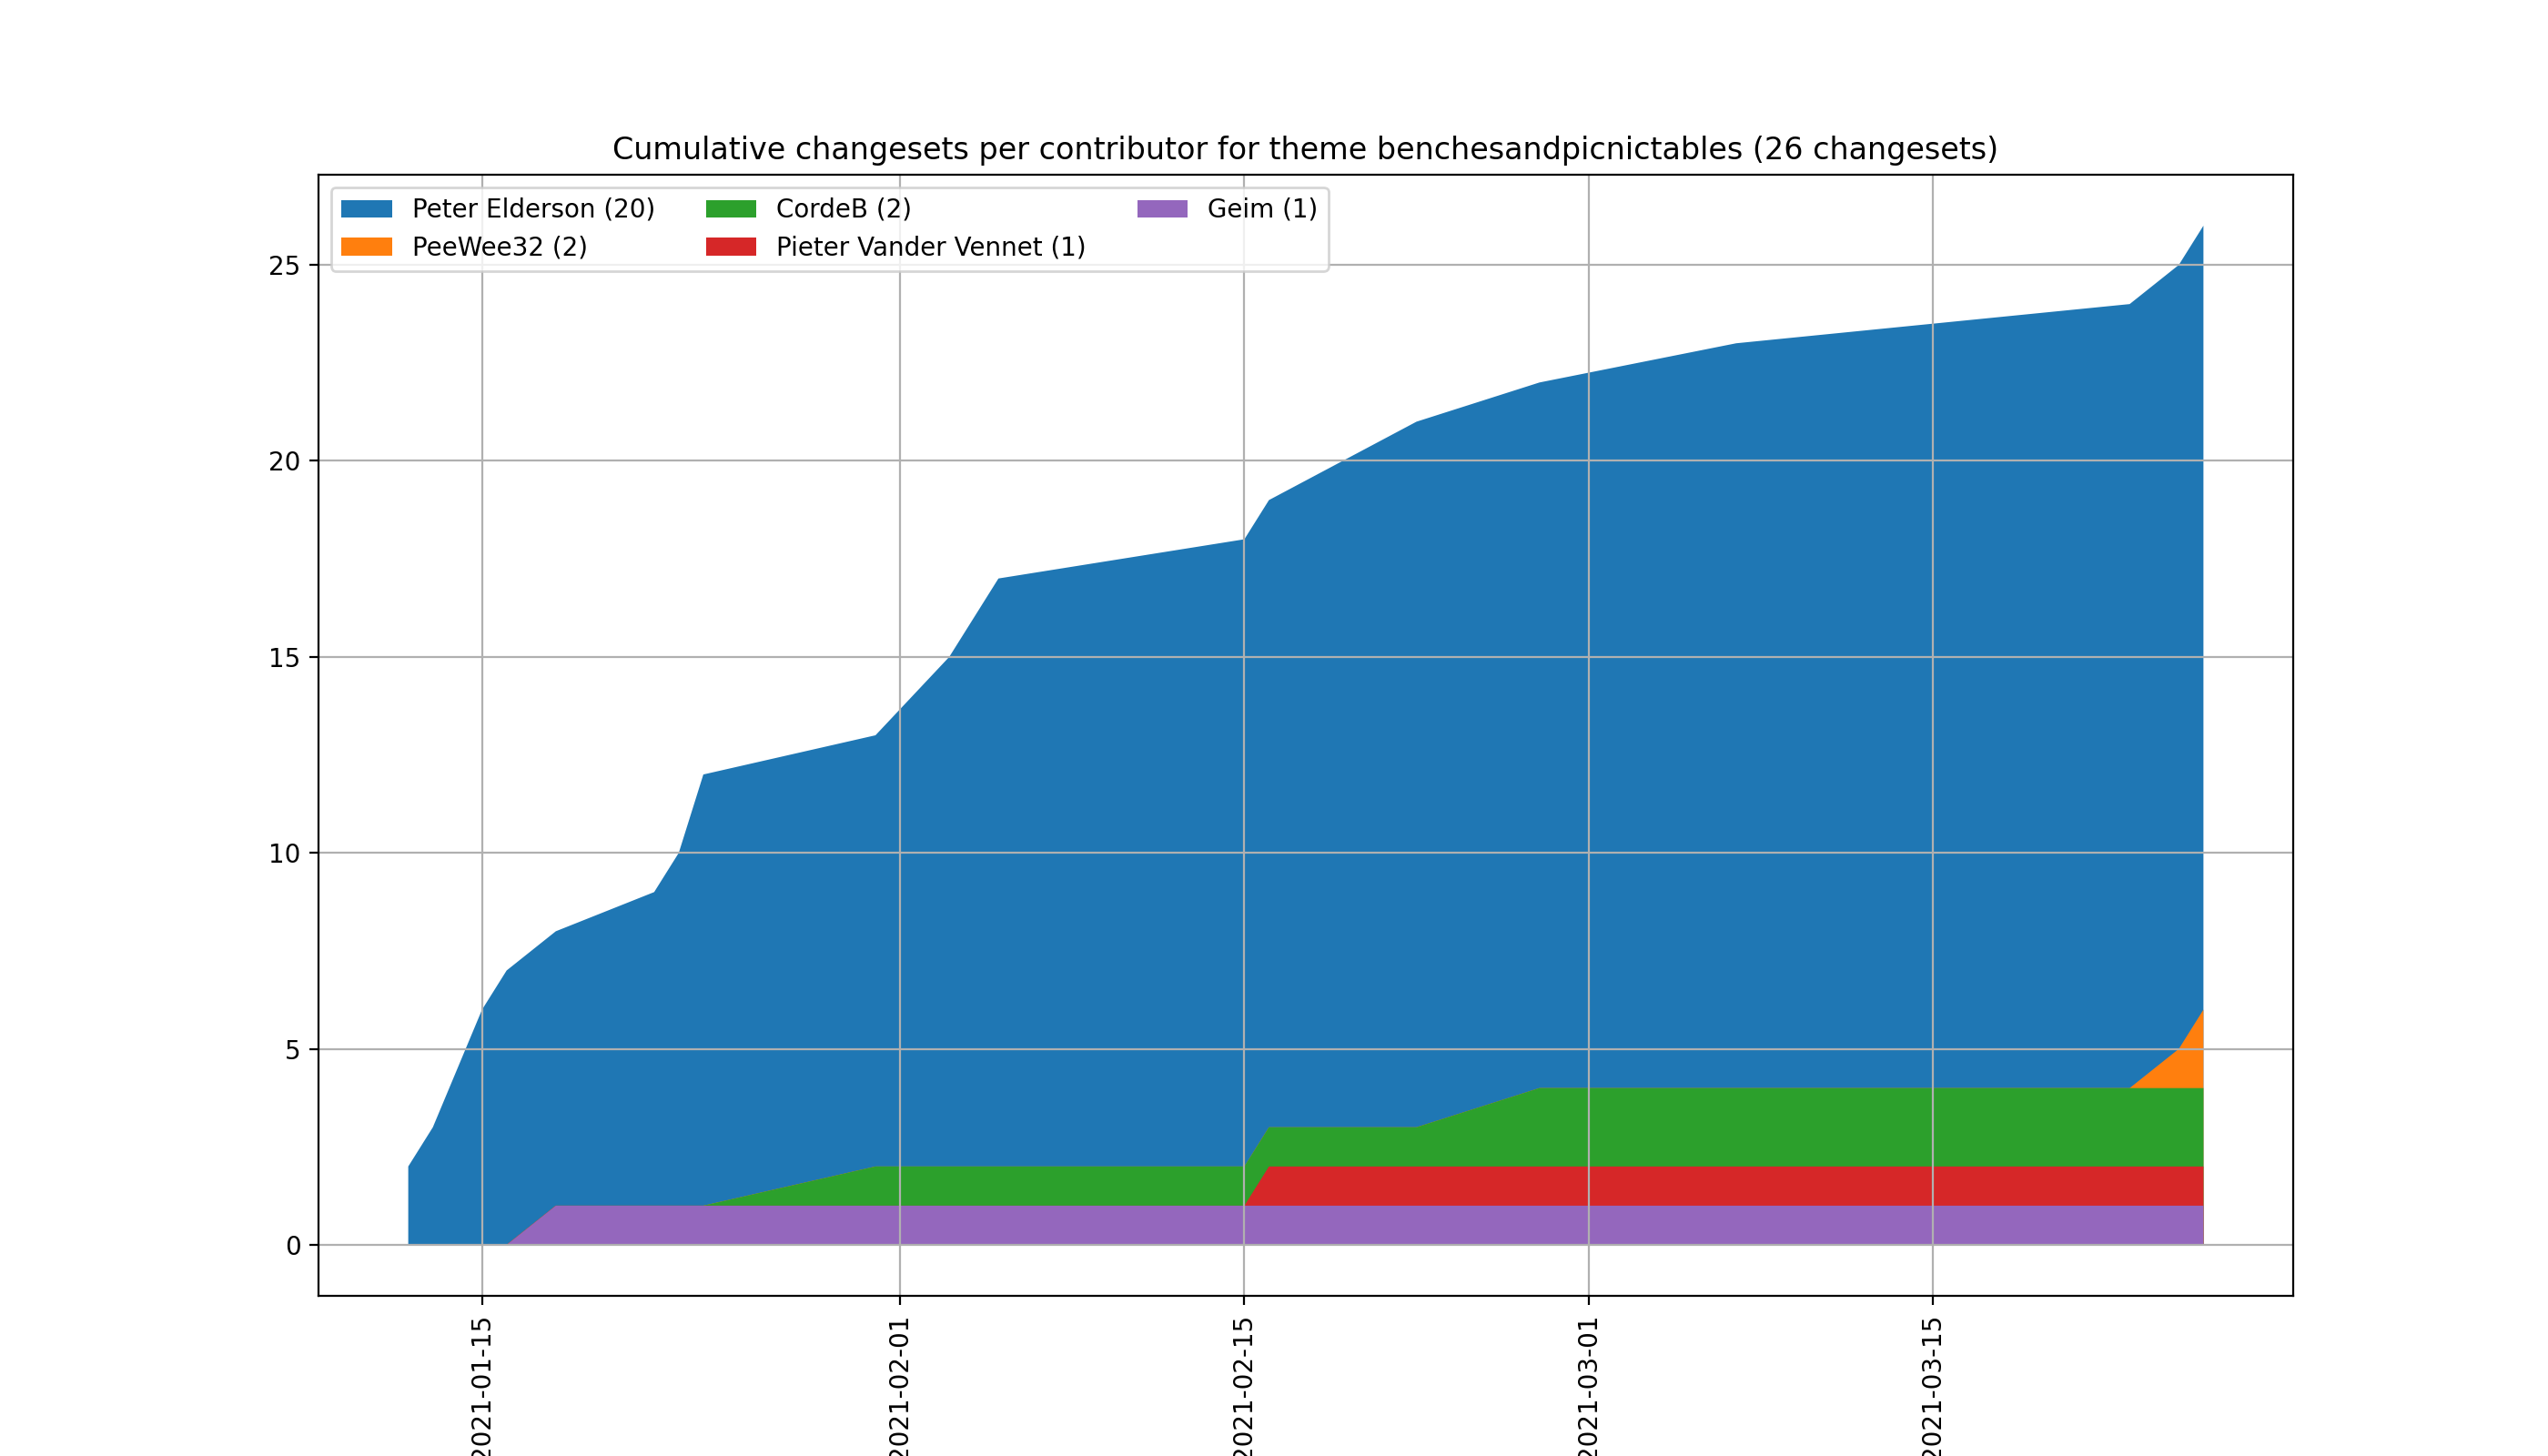 Cumulative changesets per contributor for theme benchesandpicnictables (26 changesets)
Peter Elderson (20)
PeeWee32 (2)
CordeB (2)
Pieter Vander Vennet (1)
Geim (1)
25
20
15
10
5
0
2021-01-15
2021-02-01
2021-02-15
2021-03-01
2021-03-15